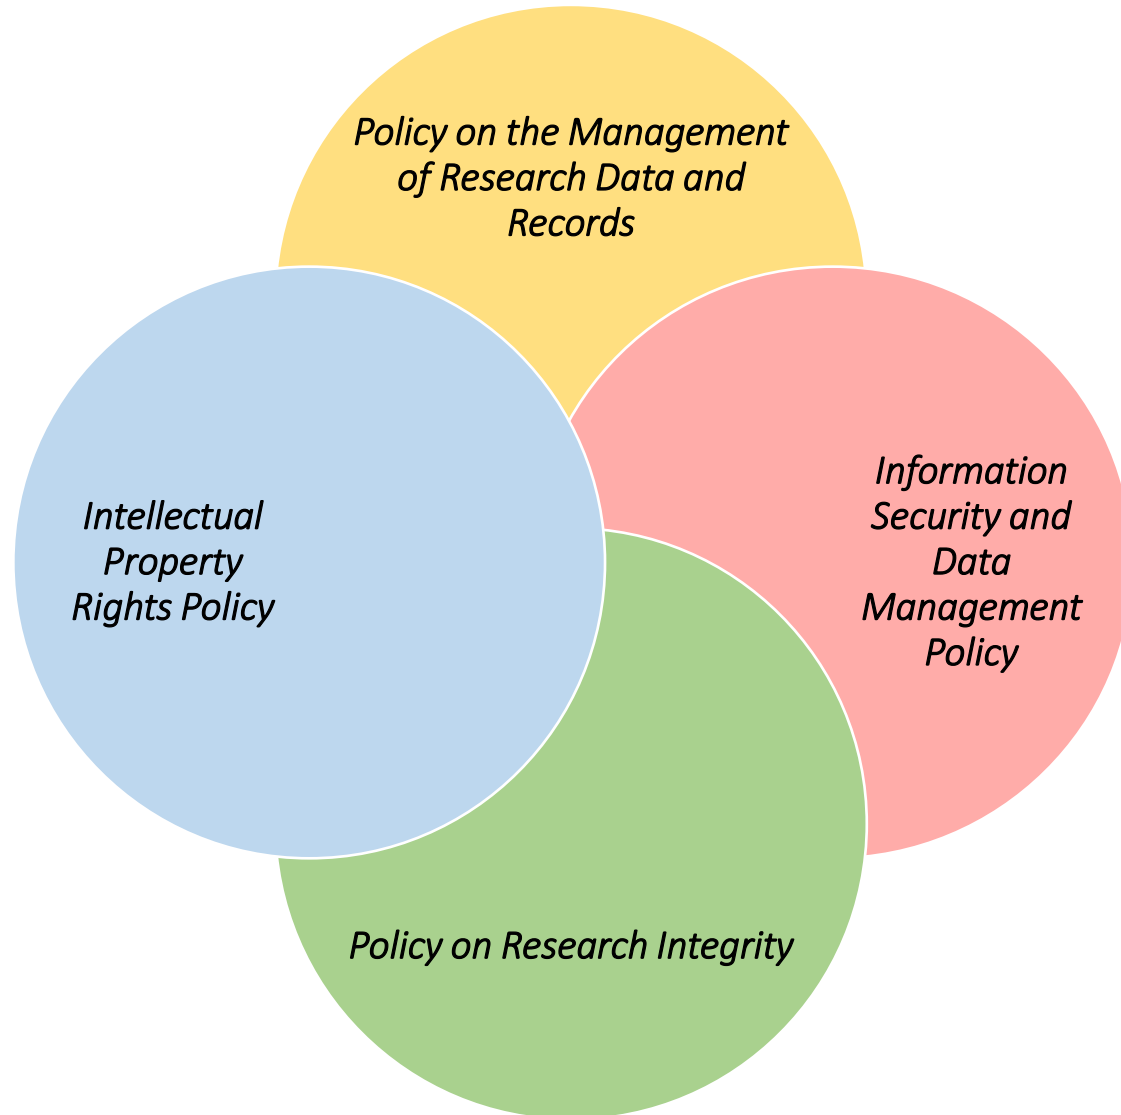 Policy on the Management
of Research Data and
Records
Information
Security and
Data
Management
Policy
Intellectual
Property
Rights Policy
Policy on Research Integrity